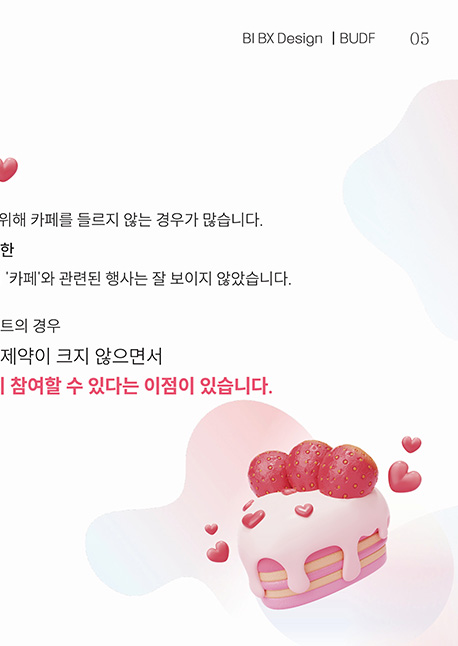 BI BX Design | BUDF 05
위해 카페를 들르지 않는 경우가 많습니다.
한
'카페'와 관련된 행사는 잘 보이지 않았습니다.
트의 경우
제약이 크지 않으면서
참여할 수 있다는 이점이 있습니다.